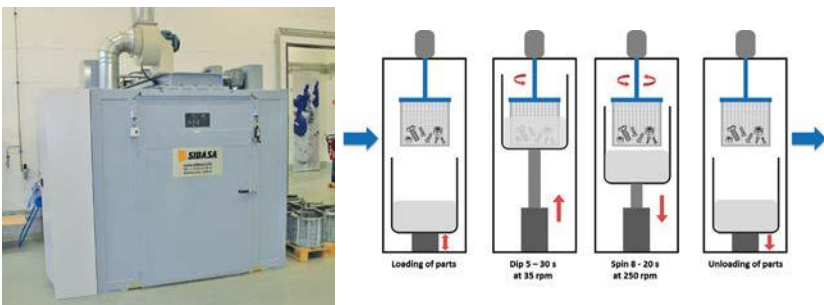 SIBASA
Loading of parts
Dip 5 – 30 s
at 35 rpm
Spin 8 - 20 s
at 250 rpm
Unloading of parts